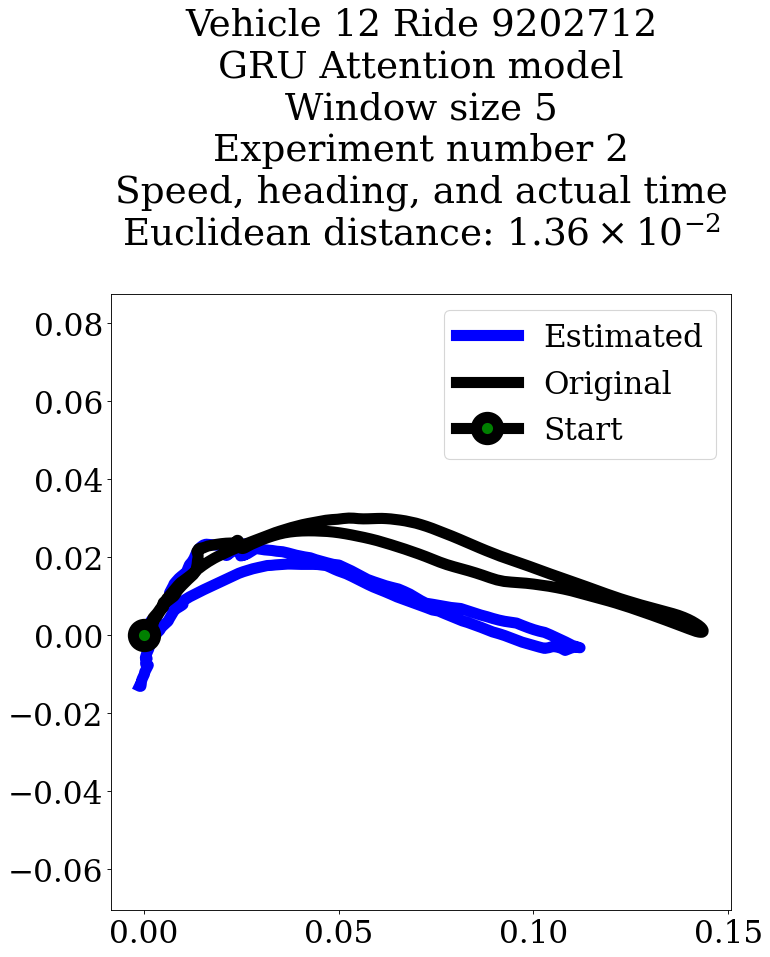 Vehicle 12 Ride 9202712
GRU Attention model
Window size 5
Experiment number 2
Speed, heading, and actual time
Euclidean distance: 1.36 × 10⁻²
Estimated
Original
Start
0.08
0.06
0.04
0.02
0.00
−0.02
−0.04
−0.06
0.00 0.05 0.10 0.15